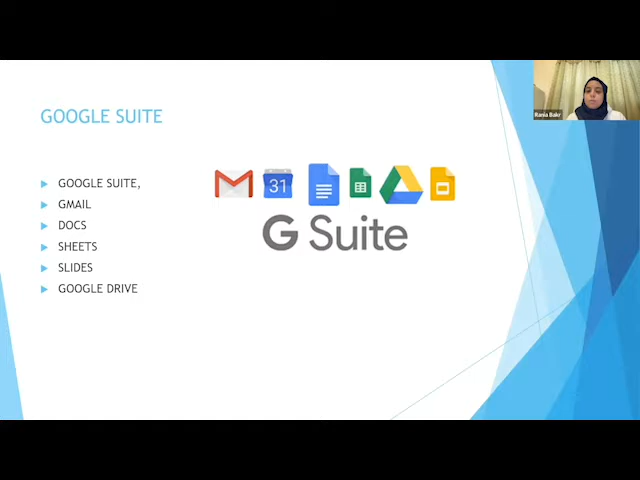 GOOGLE SUITE
GOOGLE SUITE,
GMAIL
DOCS
SHEETS
SLIDES
GOOGLE DRIVE
31
G Suite
Rania Bakr